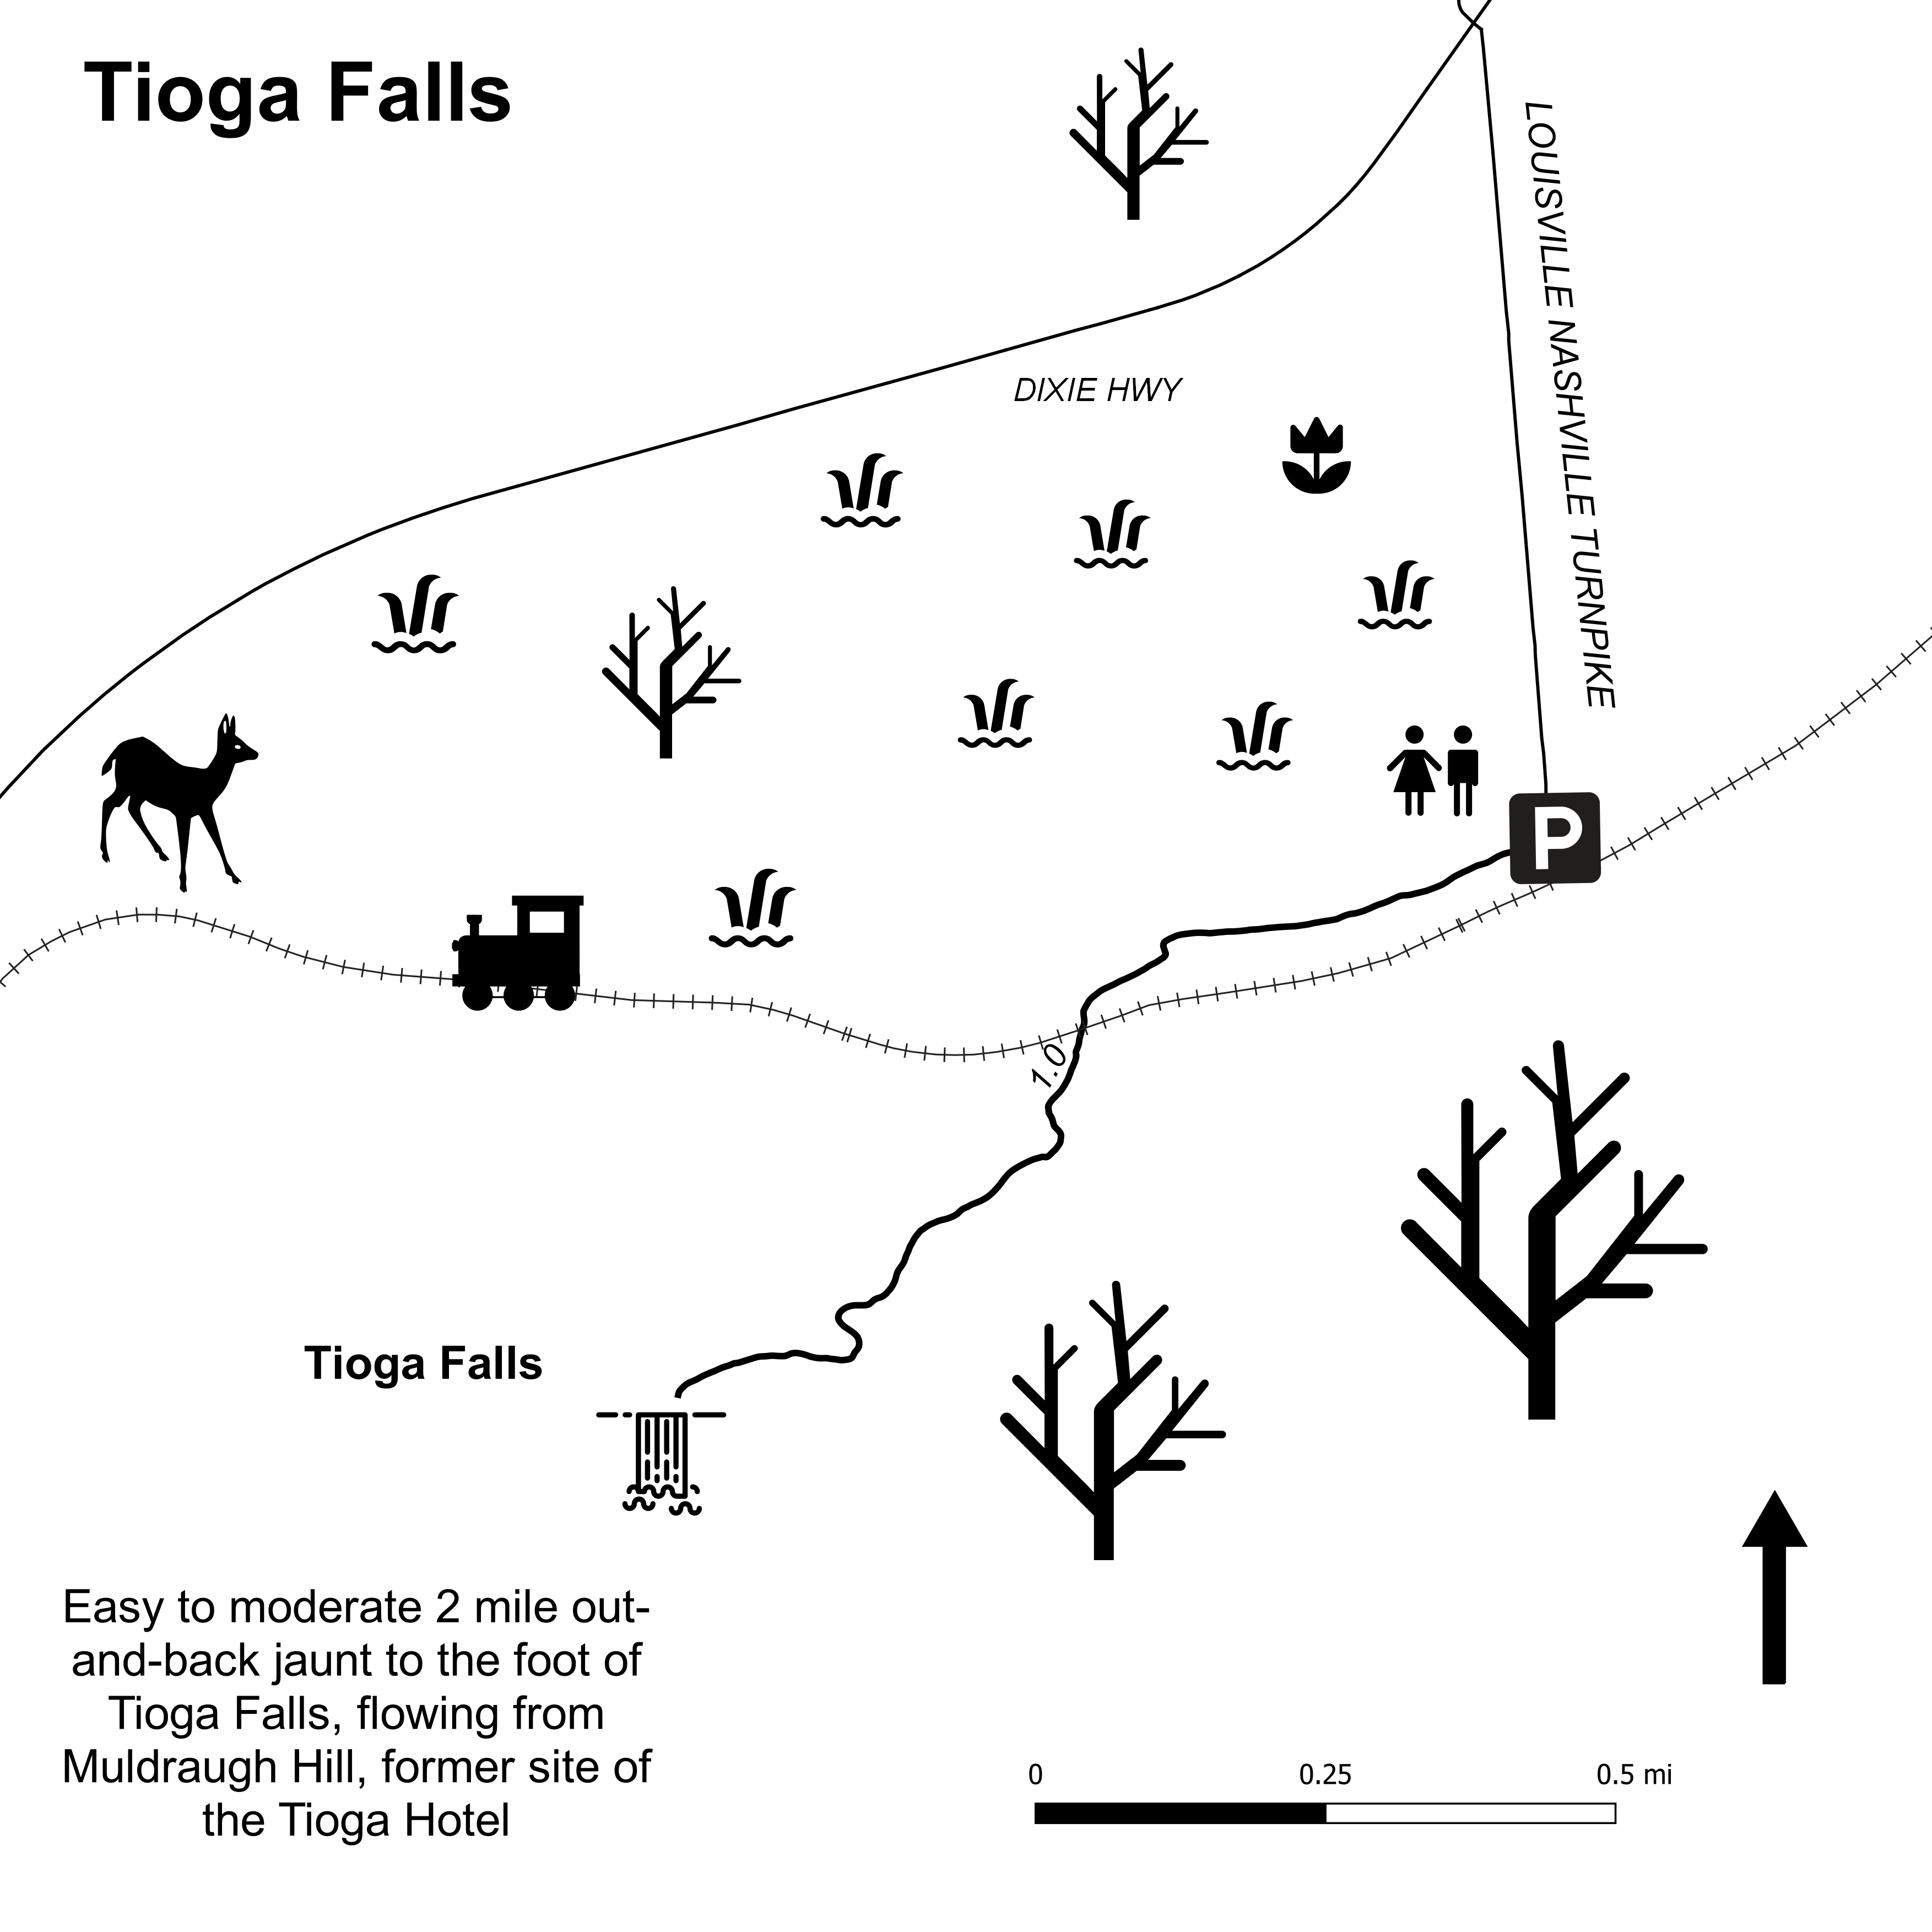 Tioga Falls
LOUISVILLE NASHVILLE TURNPIKE
DIXIE HWY
P
1.0
Tioga Falls
Easy to moderate 2 mile out-
and-back jaunt to the foot of
Tioga Falls, flowing from
Muldraugh Hill, former site of
the Tioga Hotel
0 0.25 0.5 mi